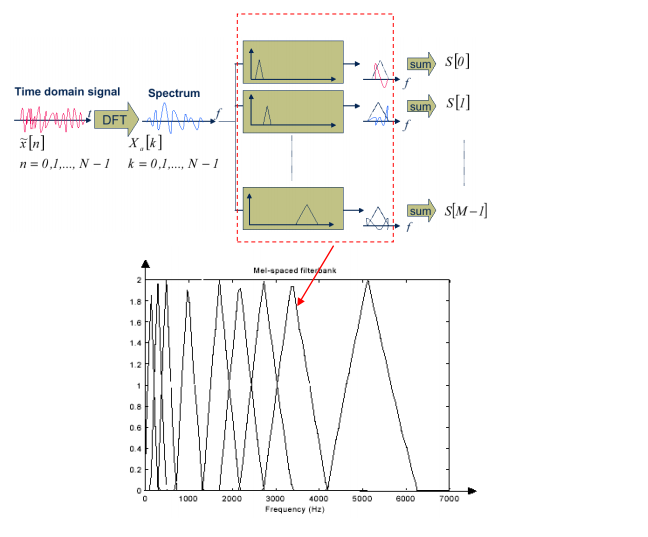 Time domain signal
Spectrum
t
DFT
f
x̃[n]
X_a[k]
n = 0,1,..., N – 1
k = 0,1,..., N – 1
sum
S[0]
f
sum
S[1]
f
sum
S[M-1]
f
Mel-spaced filterbank
2
1.8
1.6
1.4
1.2
1
0.8
0.6
0.4
0.2
0
0 1000 2000 3000 4000 5000 6000 7000
Frequency (Hz)